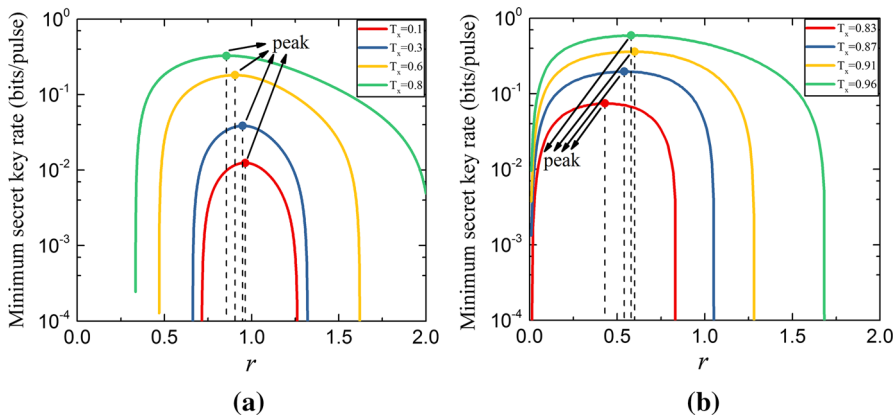 (a)
Minimum secret key rate (bits/pulse)
10^0
10^-1
10^-2
10^-3
10^-4
0.0 0.5 1.0 1.5 2.0
r
peak
T_x=0.1
T_x=0.3
T_x=0.6
T_x=0.8
(a)
(b)
Minimum secret key rate (bits/pulse)
10^0
10^-1
10^-2
10^-3
10^-4
0.0 0.5 1.0 1.5 2.0
r
peak
T_x=0.83
T_x=0.87
T_x=0.91
T_x=0.96
(b)